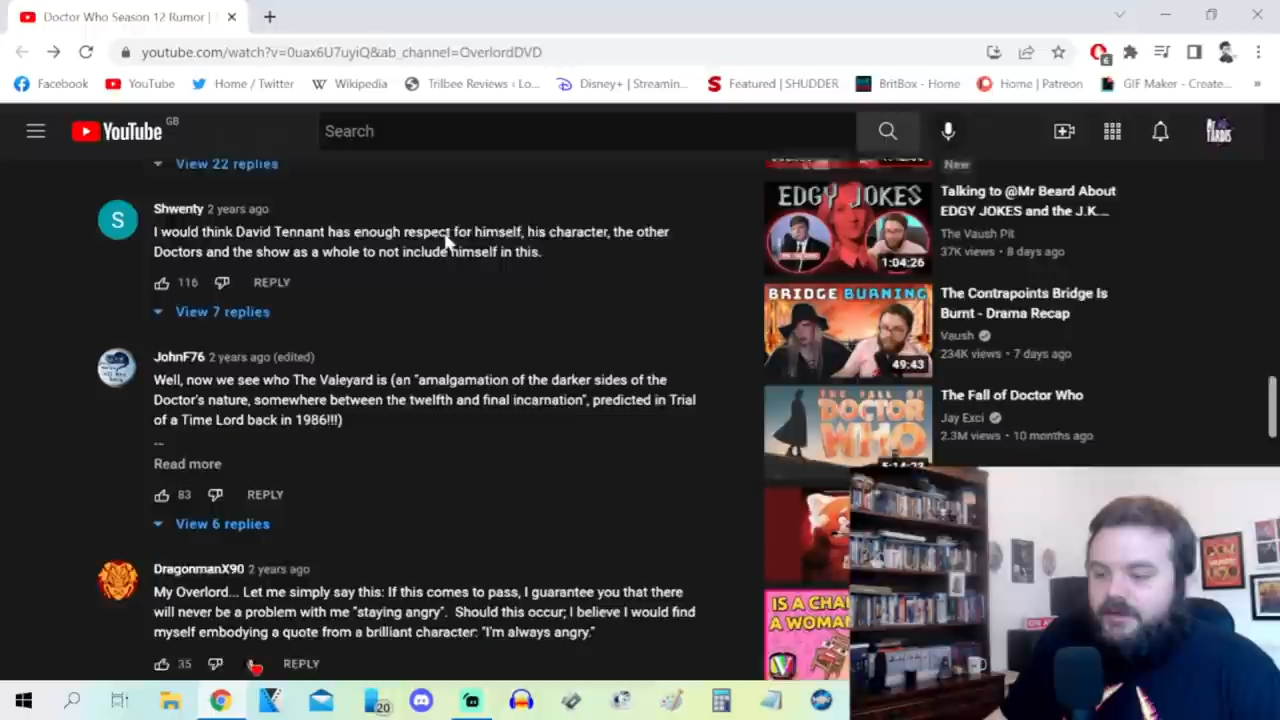 Doctor Who Season 12 Rumor |
youtube.com/watch?v=0uax6U7uyiQ&ab_channel=OverlordDVD
6
Facebook
YouTube
Home / Twitter
Wikipedia
Trilbee Reviews‹ Lo...
Disney+ | Streamin...
Featured | SHUDDER
BritBox - Home
Home | Patreon
GIF Maker - Create...
»
YouTube GB
Search
View 22 replies
Shwenty 2 years ago
S
I would think David Tennant has enough respect for himself, his character, the other
Doctors and the show as a whole to not include himself in this.
116 REPLY
View 7 replies
JohnF76 2 years ago (edited)
Well, now we see who The Valeyard is (an "amalgamation of the darker sides of the
Doctor's nature, somewhere between the twelfth and final incarnation", predicted in Trial
of a Time Lord back in 1986!!!)
--
Read more
83 REPLY
View 6 replies
DragonmanX90 2 years ago
My Overlord... Let me simply say this: If this comes to pass, I guarantee you that there
will never be a problem with me "staying angry". Should this occur; I believe I would find
myself embodying a quote from a brilliant character: "I'm always angry."
35 REPLY
New
EDGY JOKES
1:04:26
Talking to @Mr Beard About
EDGY JOKES and the J.K....
The Vaush Pit
37K views • 8 days ago
BRIDGE BURNING
49:43
The Contrapoints Bridge Is
Burnt - Drama Recap
Vaush
234K views • 7 days ago
THE FALL OF
DOCTOR
WHO
5:14:23
The Fall of Doctor Who
Jay Exci
2.3M views • 10 months ago
IS A CHA
A WOMAN
20